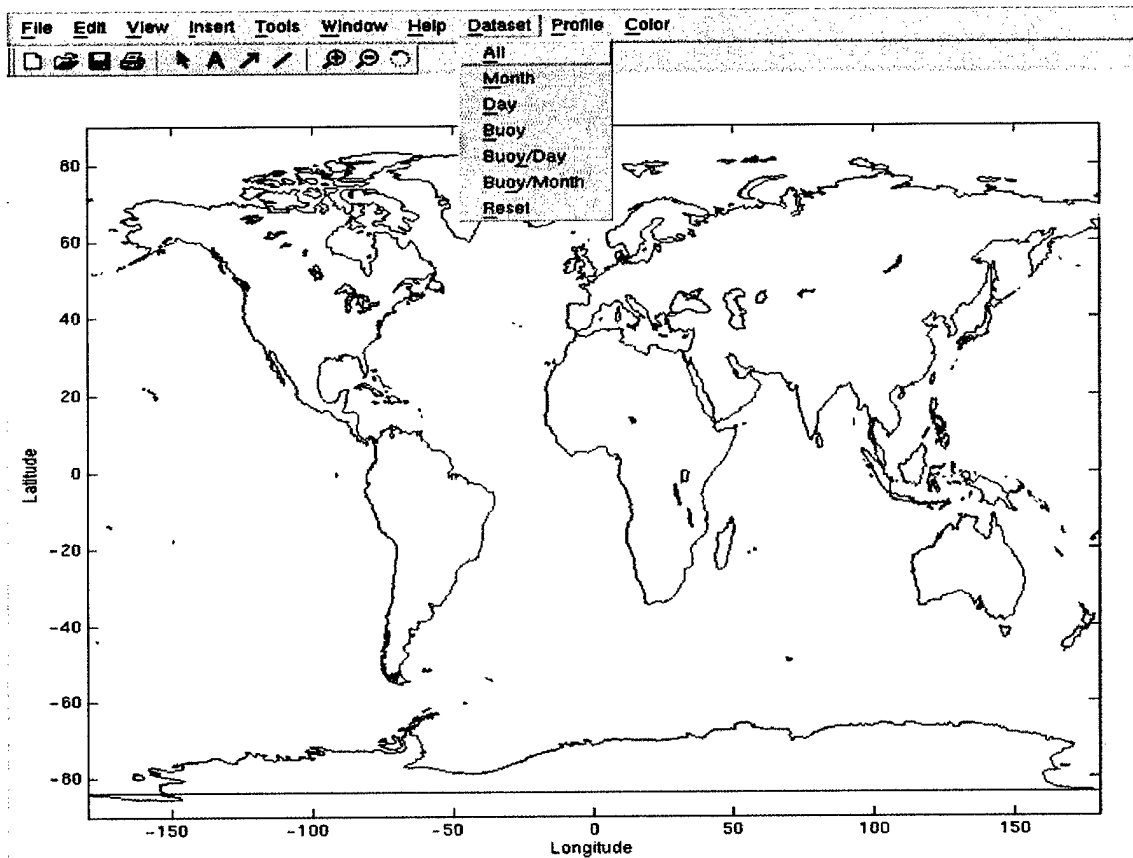 File Edit View Insert Tools Window Help Dataset Profile Color
All
Month
Day
Buoy
Buoy/Day
Buoy/Month
Reset
80
60
40
20
0
-20
-40
-60
-80
Latitude
-150 -100 -50 0 50 100 150
Longitude